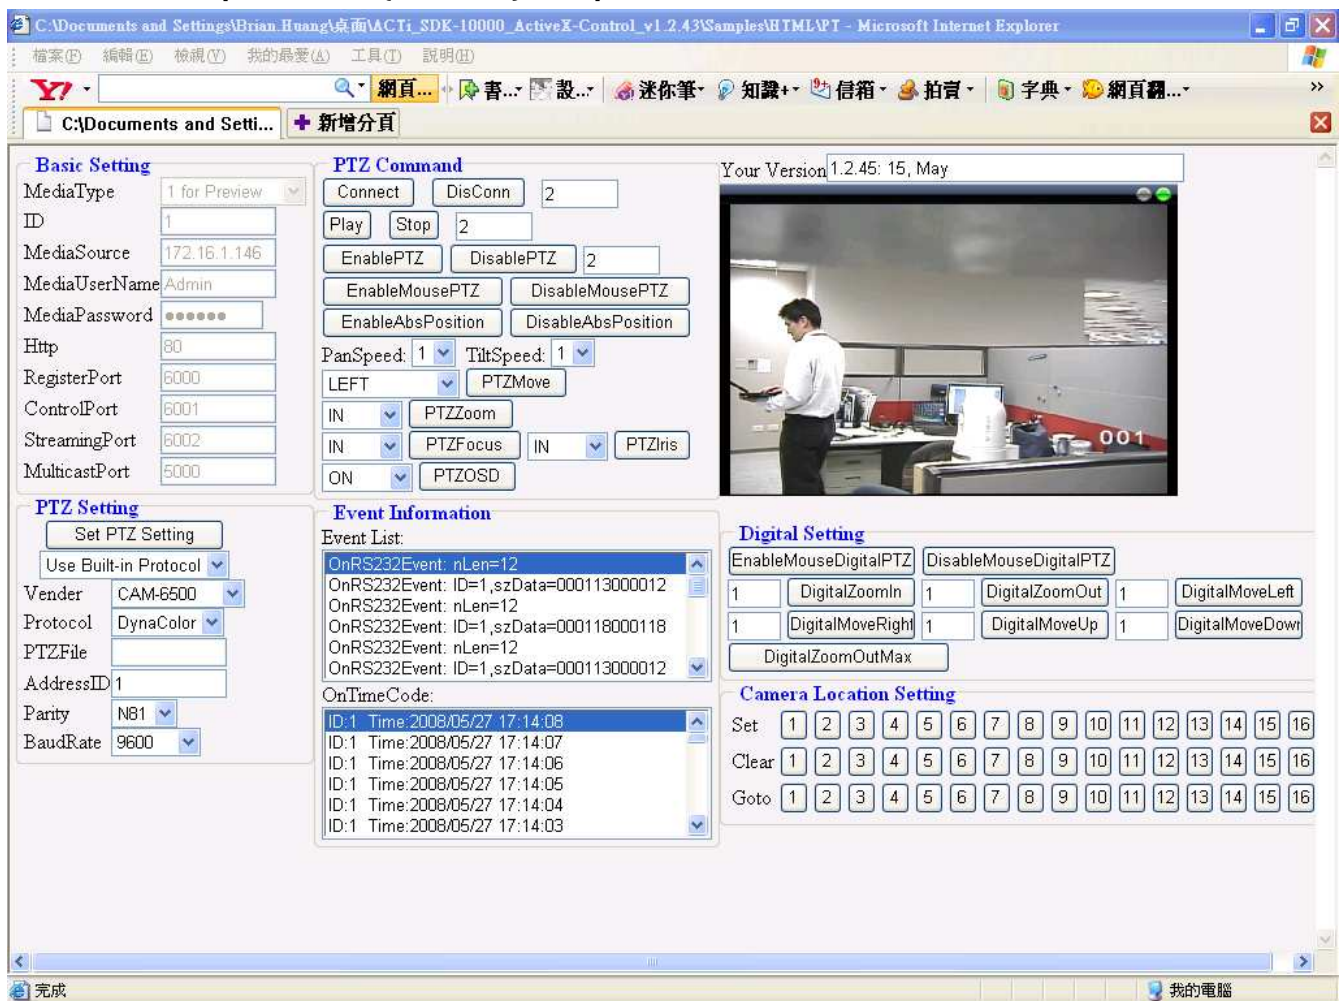 C:\Documents and Settings\Brian.Huang\桌面\ACTi_SDK-10000_ActiveX-Control_v1.2.43\Samples\HTML\PT - Microsoft Internet Explorer
檔案(F) 編輯(E) 檢視(V) 我的最愛(A) 工具(T) 說明(H)
Y! 網頁... 書... 設... 迷你筆 知識+ 信箱 拍賣 字典 網頁翻... »
C:\Documents and Setti... 新增分頁
Basic Setting
MediaType 1 for Preview
ID 1
MediaSource 172.16.1.146
MediaUserName Admin
MediaPassword ●●●●●●
Http 80
RegisterPort 6000
ControlPort 6001
StreamingPort 6002
MulticastPort 5000
PTZ Setting
Set PTZ Setting
Use Built-in Protocol
Vender CAM-6500
Protocol DynaColor
PTZFile
AddressID 1
Parity N81
BaudRate 9600
PTZ Command
Connect DisConn 2
Play Stop 2
EnablePTZ DisablePTZ 2
EnableMousePTZ DisableMousePTZ
EnableAbsPosition DisableAbsPosition
PanSpeed: 1 TiltSpeed: 1
LEFT PTZMove
IN PTZZoom
IN PTZFocus IN PTZIris
ON PTZOSD
Event Information
Event List:
OnRS232Event: nLen=12
OnRS232Event: ID=1,szData=000113000012
OnRS232Event: nLen=12
OnRS232Event: ID=1,szData=000118000118
OnRS232Event: nLen=12
OnRS232Event: ID=1,szData=000113000012
OnTimeCode:
ID:1 Time:2008/05/27 17:14:08
ID:1 Time:2008/05/27 17:14:07
ID:1 Time:2008/05/27 17:14:06
ID:1 Time:2008/05/27 17:14:05
ID:1 Time:2008/05/27 17:14:04
ID:1 Time:2008/05/27 17:14:03
Your Version 1.2.45: 15, May
001
Digital Setting
EnableMouseDigitalPTZ DisableMouseDigitalPTZ
1 DigitalZoomIn 1 DigitalZoomOut 1 DigitalMoveLeft
1 DigitalMoveRight 1 DigitalMoveUp 1 DigitalMoveDown
DigitalZoomOutMax
Camera Location Setting
Set 1 2 3 4 5 6 7 8 9 10 11 12 13 14 15 16
Clear 1 2 3 4 5 6 7 8 9 10 11 12 13 14 15 16
Goto 1 2 3 4 5 6 7 8 9 10 11 12 13 14 15 16
完成 我的電腦